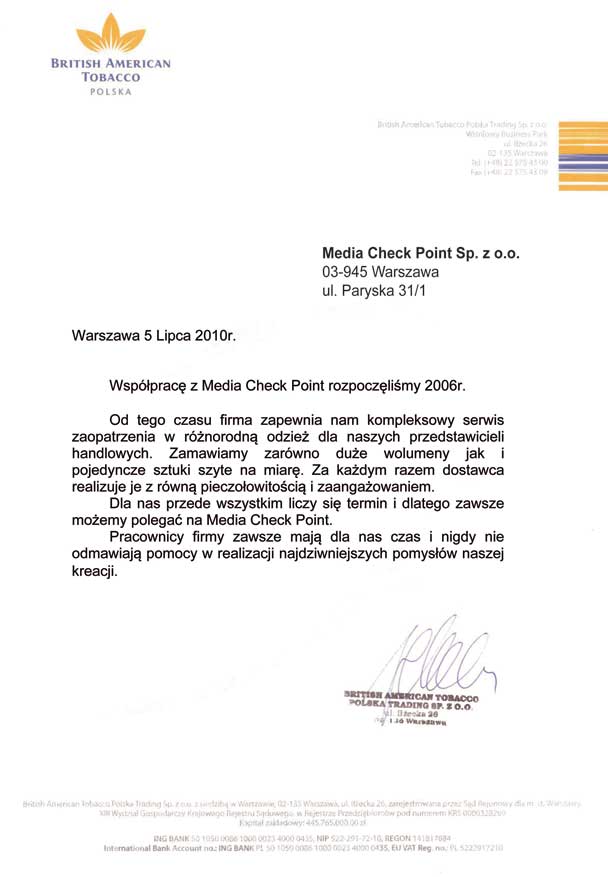 BRITISH AMERICAN
TOBACCO
POLSKA
British American Tobacco Polska Trading Sp. z o.o.
Wiśniowy Business Park
ul. Iłżecka 26
02-135 Warszawa
Tel. (+48) 22 575 43 00
Fax (+48) 22 575 43 09
Media Check Point Sp. z o.o.
03-945 Warszawa
ul. Paryska 31/1
Warszawa 5 Lipca 2010r.
Współpracę z Media Check Point rozpoczęliśmy 2006r.
Od tego czasu firma zapewnia nam kompleksowy serwis
zaopatrzenia w różnorodną odzież dla naszych przedstawicieli
handlowych. Zamawiamy zarówno duże wolumeny jak i
pojedyncze sztuki szyte na miarę. Za każdym razem dostawca
realizuje je z równą pieczołowitością i zaangażowaniem.
Dla nas przede wszystkim liczy się termin i dlatego zawsze
możemy polegać na Media Check Point.
Pracownicy firmy zawsze mają dla nas czas i nigdy nie
odmawiają pomocy w realizacji najdziwniejszych pomysłów naszej
kreacji.
BRITISH AMERICAN TOBACCO
POLSKA TRADING SP. Z O.O.
ul. Iłżecka 26
135 Warszawa
British American Tobacco Polska Trading Sp. z o.o. z siedzibą w Warszawie, 02-135 Warszawa, ul. Iłżecka 26, zarejestrowana przez Sąd Rejonowy dla m. st. Warszawy
XIII Wydział Gospodarczy Krajowego Rejestru Sądowego, w Rejestrze Przedsiębiorców pod numerem KRS
Kapitał zakładowy: 445.765.000.00 zł
ING BANK 50 1050 0086 1000 0023 4000 0435, NIP 522-291-72-10, REGON
International Bank Account no.: ING BANK PL 50 1050 0086 1000 0023 4000 0435, EU VAT Reg. no.: PL 5222917210